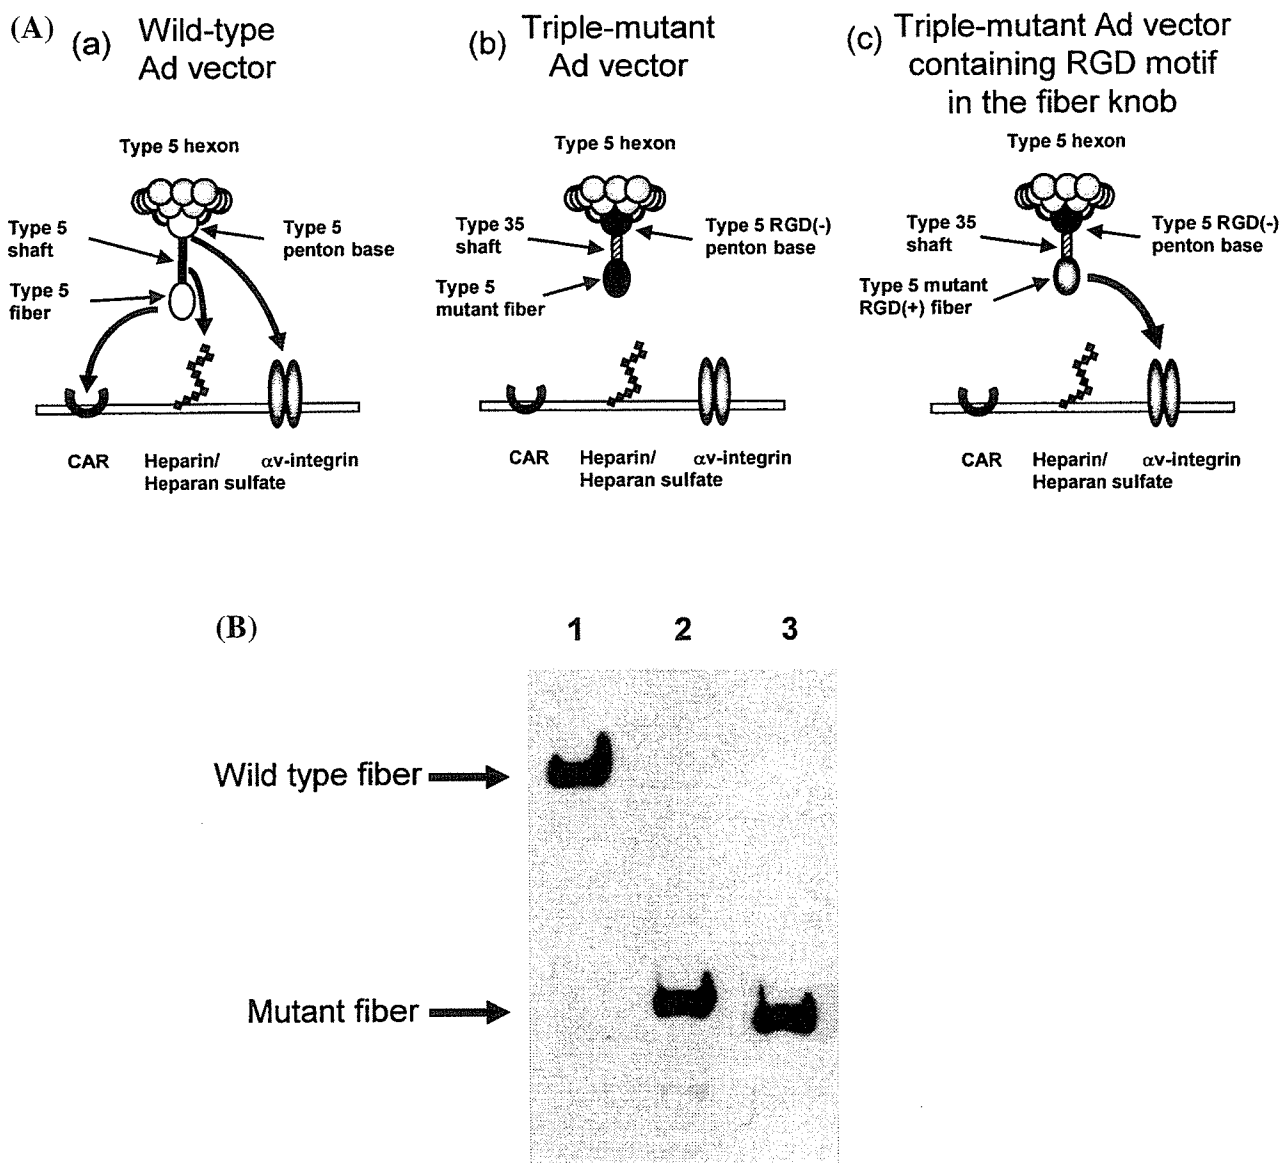 (A)
(a) Wild-type
Ad vector
(b) Triple-mutant
Ad vector
(c) Triple-mutant Ad vector
containing RGD motif
in the fiber knob
Type 5 hexon
Type 5
shaft
Type 5
penton base
Type 5
fiber
CAR
Heparin/
Heparan sulfate
αv-integrin
Type 5 hexon
Type 35
shaft
Type 5 RGD(-)
penton base
Type 5
mutant fiber
CAR
Heparin/
Heparan sulfate
αv-integrin
Type 5 hexon
Type 35
shaft
Type 5 RGD(-)
penton base
Type 5 mutant
RGD(+) fiber
CAR
Heparin/
Heparan sulfate
αv-integrin
(B)
1 2 3
Wild type fiber
Mutant fiber